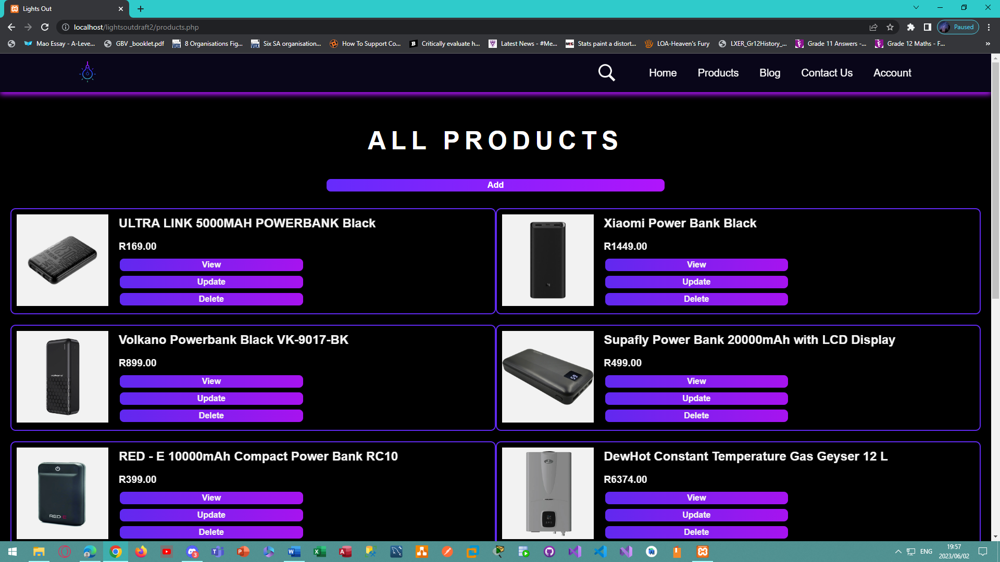 Lights Out
localhost/lightsoutdraft2/products.php
Paused
Mao Essay - A-Leve...
GBV _booklet.pdf
8 Organisations Fig...
Six SA organisation...
How To Support Co...
Critically evaluate h...
Latest News - #Me...
Stats paint a distort...
LOA-Heaven's Fury
LXER_Gr12History_...
Grade 11 Answers -...
Grade 12 Maths - F...
»
Home
Products
Blog
Contact Us
Account
ALL PRODUCTS
Add
ULTRA LINK 5000MAH POWERBANK Black
R169.00
View
Update
Delete
Xiaomi Power Bank Black
R1449.00
View
Update
Delete
Volkano Powerbank Black VK-9017-BK
R899.00
View
Update
Delete
volkano
Supafly Power Bank 20000mAh with LCD Display
R499.00
View
Update
Delete
59
RED - E 10000mAh Compact Power Bank RC10
R399.00
View
Update
Delete
RED E
DewHot Constant Temperature Gas Geyser 12 L
R6374.00
View
Update
Delete
3
ENG
19:57
2023/06/02